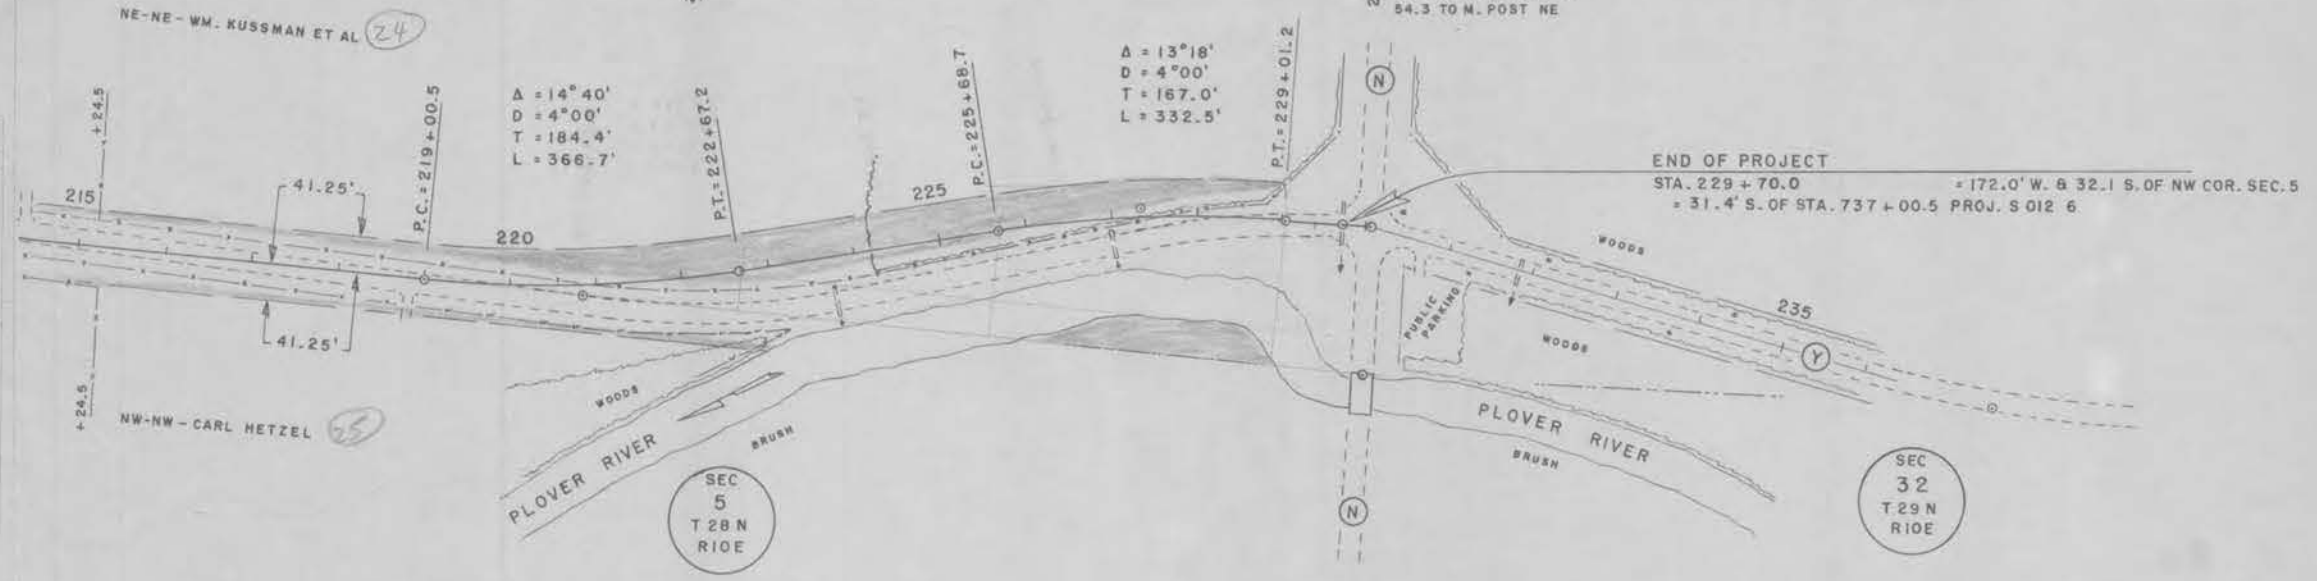 54.3 TO M. POST NE
NE-NE- WM. KUSSMAN ET AL 24
+24.5
P.C.=219+00.5
Δ = 14°40'
D = 4°00'
T = 184.4'
L = 366.7'
P.T.=222+67.2
P.C.=225+68.7
Δ = 13°18'
D = 4°00'
T = 167.0'
L = 332.5'
P.T.=229+01.2
N
END OF PROJECT
STA. 229 + 70.0 = 172.0' W. & 32.1 S. OF NW COR. SEC. 5
= 31.4' S. OF STA. 737 + 00.5 PROJ. S 012 6
215
41.25'
220
225
WOODS
235
41.25'
PUBLIC
PARKING
WOODS
Y
+24.5
NW-NW- CARL HETZEL 25
WOODS
PLOVER RIVER
BRUSH
PLOVER RIVER
BRUSH
SEC
5
T 28 N
R10E
N
SEC
32
T 29 N
R10E